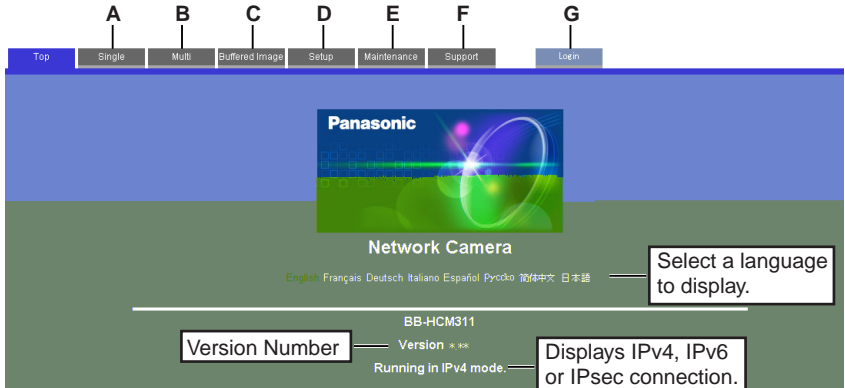 A B C D E F G
Top Single Multi Buffered Image Setup Maintenance Support Login
Panasonic
Network Camera
English Français Deutsch Italiano Español Русско 简体中文 日本語
Select a language
to display.
BB-HCM311
Version Number
Version *.**
Running in IPv4 mode.
Displays IPv4, IPv6
or IPsec connection.